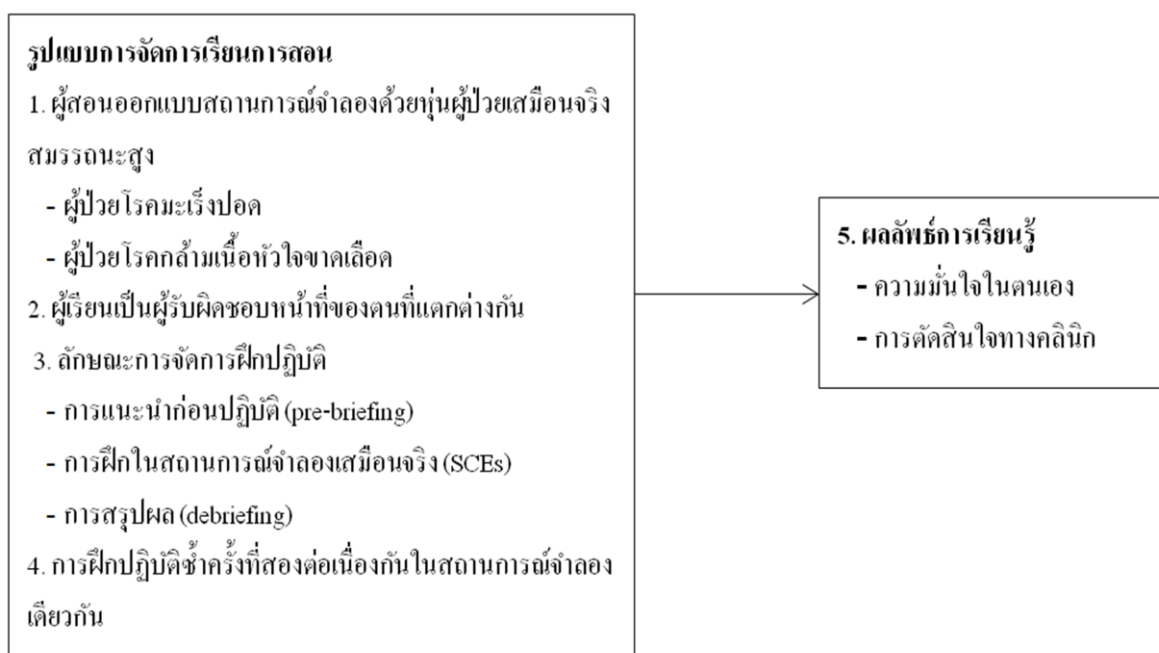 รูปแบบการจัดการเรียนการสอน
1. ผู้สอนออกแบบสถานการณ์จำลองด้วยหุ่นผู้ป่วยเสมือนจริง
สมรรถนะสูง
- ผู้ป่วยโรคมะเร็งปอด
- ผู้ป่วยโรคกล้ามเนื้อหัวใจขาดเลือด
2. ผู้เรียนเป็นผู้รับผิดชอบหน้าที่ของตนที่แตกต่างกัน
3. ลักษณะการจัดการฝึกปฏิบัติ
- การแนะนำก่อนปฏิบัติ (pre-briefing)
- การฝึกในสถานการณ์จำลองเสมือนจริง (SCEs)
- การสรุปผล (debriefing)
4. การฝึกปฏิบัติซ้ำครั้งที่สองต่อเนื่องกันในสถานการณ์จำลอง
เดียวกัน
5. ผลลัพธ์การเรียนรู้
- ความมั่นใจในตนเอง
- การตัดสินใจทางคลินิก